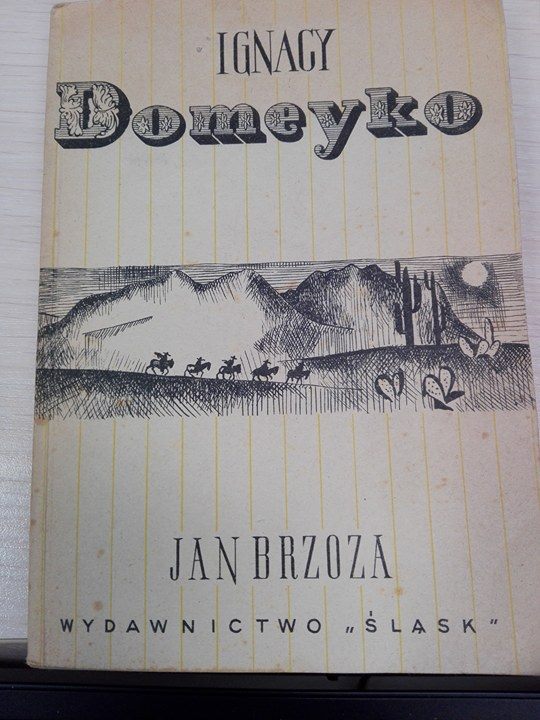 IGNACY
Domeyko
JAN BRZOZA
WYDAWNICTWO „ŚLĄSK"